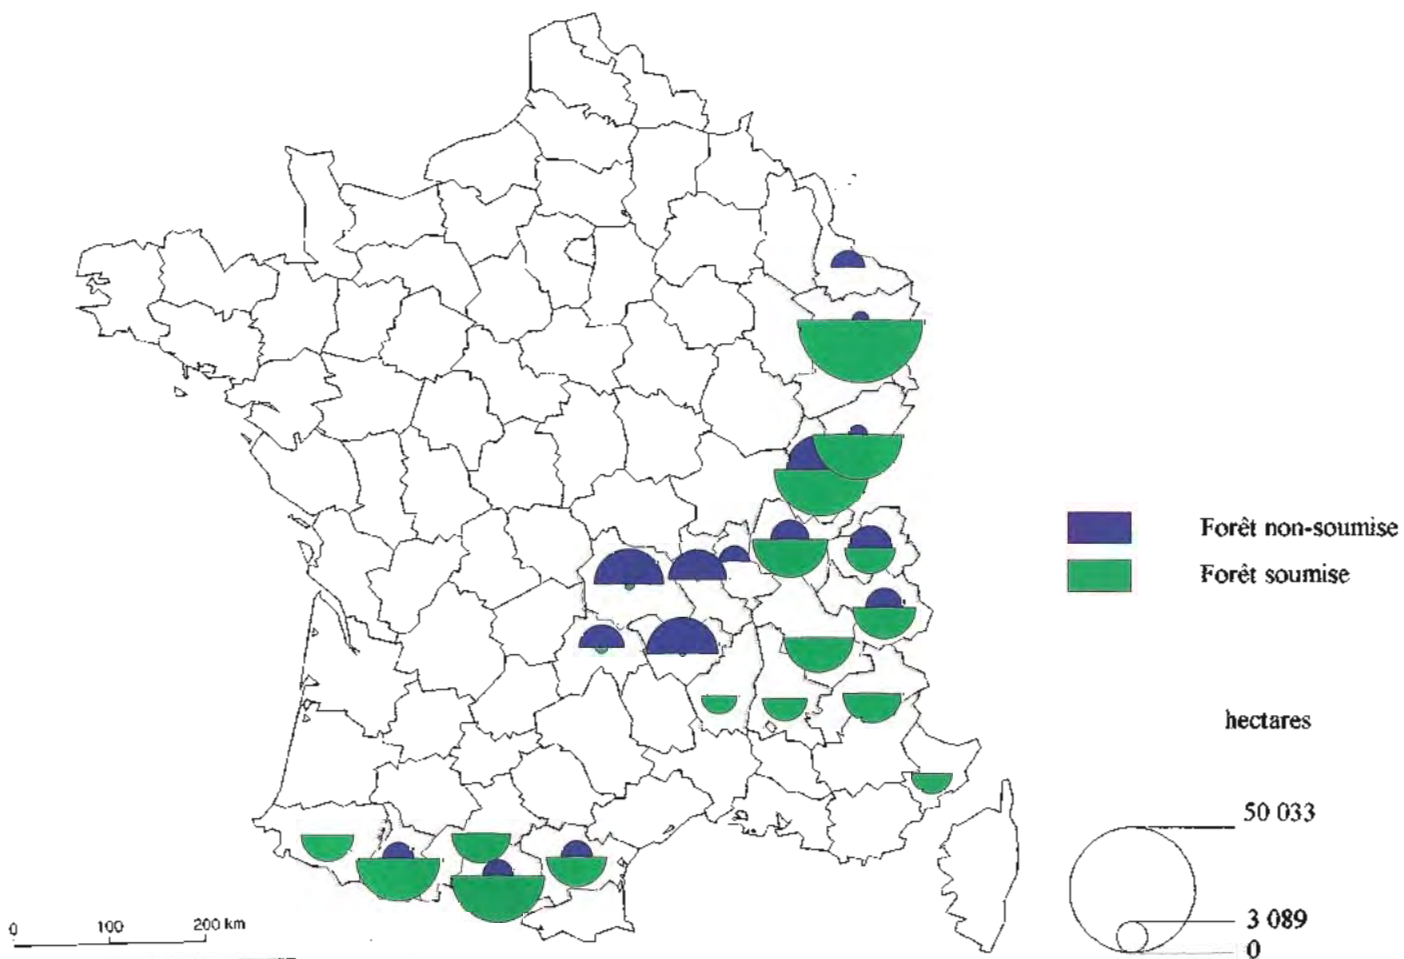 Forêt non-soumise
Forêt soumise
hectares
50 033
3 089
0
0 100 200 km